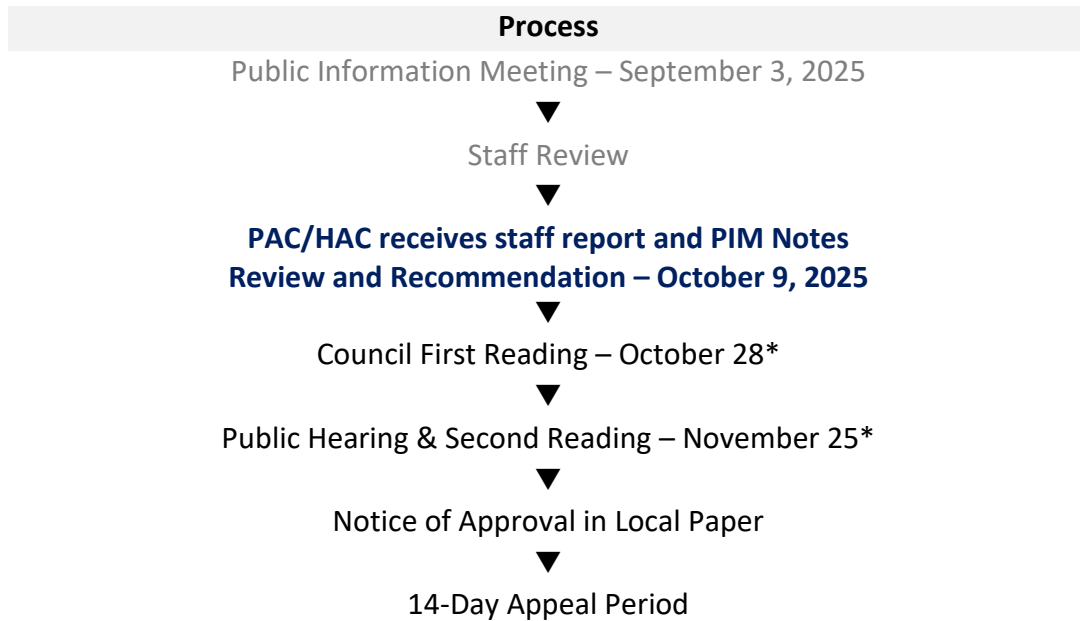 Process
Public Information Meeting – September 3, 2025
Staff Review
PAC/HAC receives staff report and PIM Notes
Review and Recommendation – October 9, 2025
Council First Reading – October 28*
Public Hearing & Second Reading – November 25*
Notice of Approval in Local Paper
14-Day Appeal Period